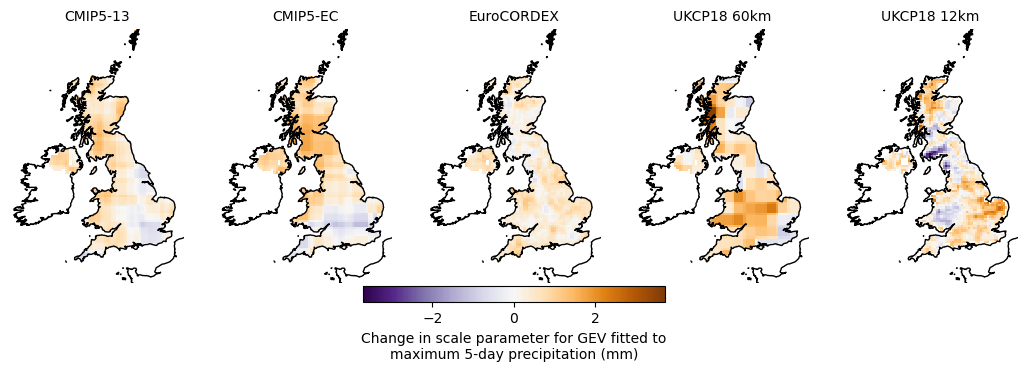 CMIP5-13 CMIP5-EC EuroCORDEX UKCP18 60km UKCP18 12km
−2 0 2
Change in scale parameter for GEV fitted to
maximum 5-day precipitation (mm)